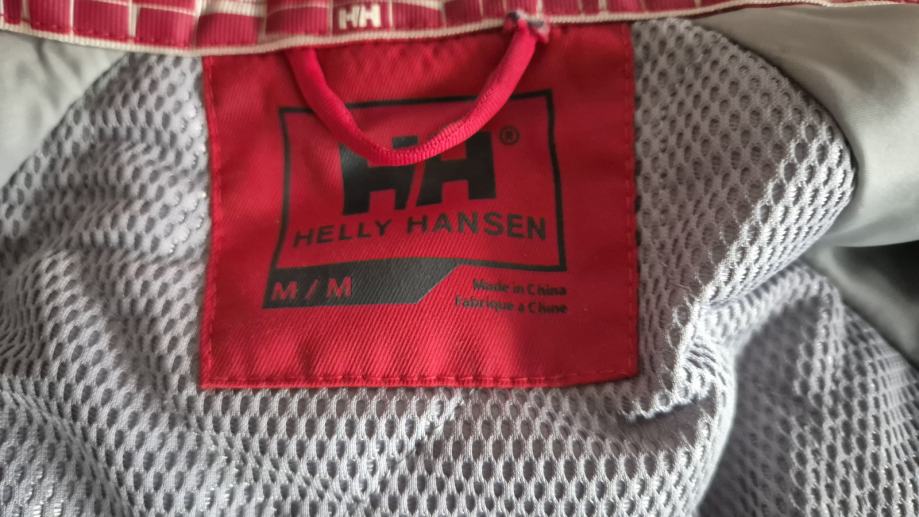 HH
HH®
HELLY HANSEN
M / M
Made in China
Fabriqué à Chine